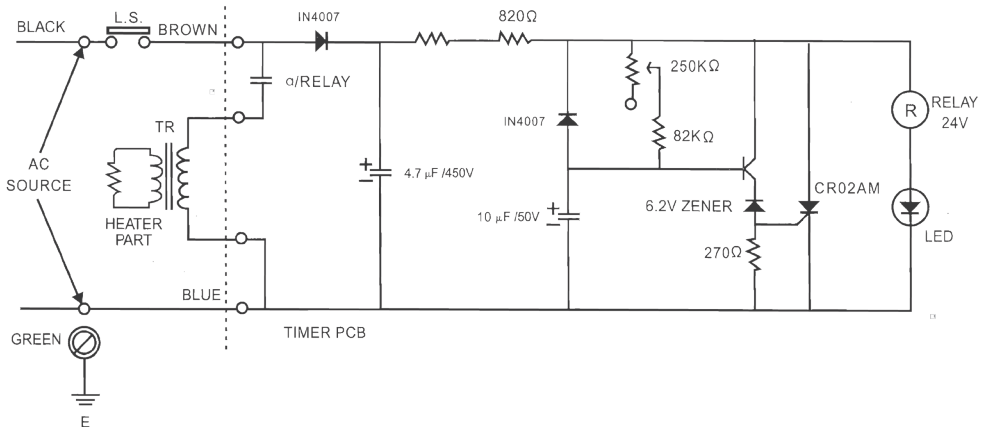 BLACK
L.S.
BROWN
IN4007
820Ω
α/RELAY
250KΩ
R
RELAY
24V
IN4007
82KΩ
TR
AC
SOURCE
4.7 μF /450V
CR02AM
10 μF /50V
6.2V ZENER
HEATER
PART
LED
270Ω
BLUE
GREEN
TIMER PCB
E